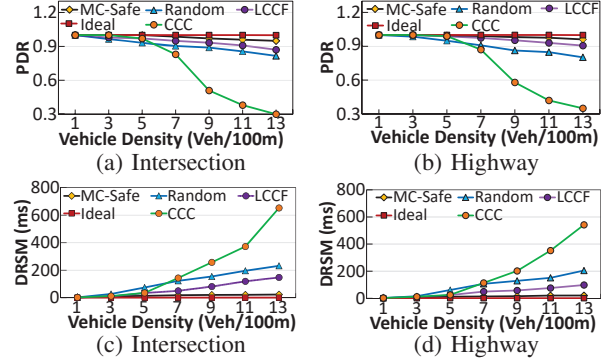 1.2 MC-Safe Random LCCF
Ideal CCC
0.9
0.6
0.3
PDR
1 3 5 7 9 11 13
Vehicle Density (Veh/100m)
(a) Intersection
1.2 MC-Safe Random LCCF
Ideal CCC
0.9
0.6
0.3
PDR
1 3 5 7 9 11 13
Vehicle Density (Veh/100m)
(b) Highway
800 MC-Safe Random LCCF
Ideal CCC
600
400
200
0
DRSM (ms)
1 3 5 7 9 11 13
Vehicle Density (Veh/100m)
(c) Intersection
800 MC-Safe Random LCCF
Ideal CCC
600
400
200
0
DRSM (ms)
1 3 5 7 9 11 13
Vehicle Density (Veh/100m)
(d) Highway